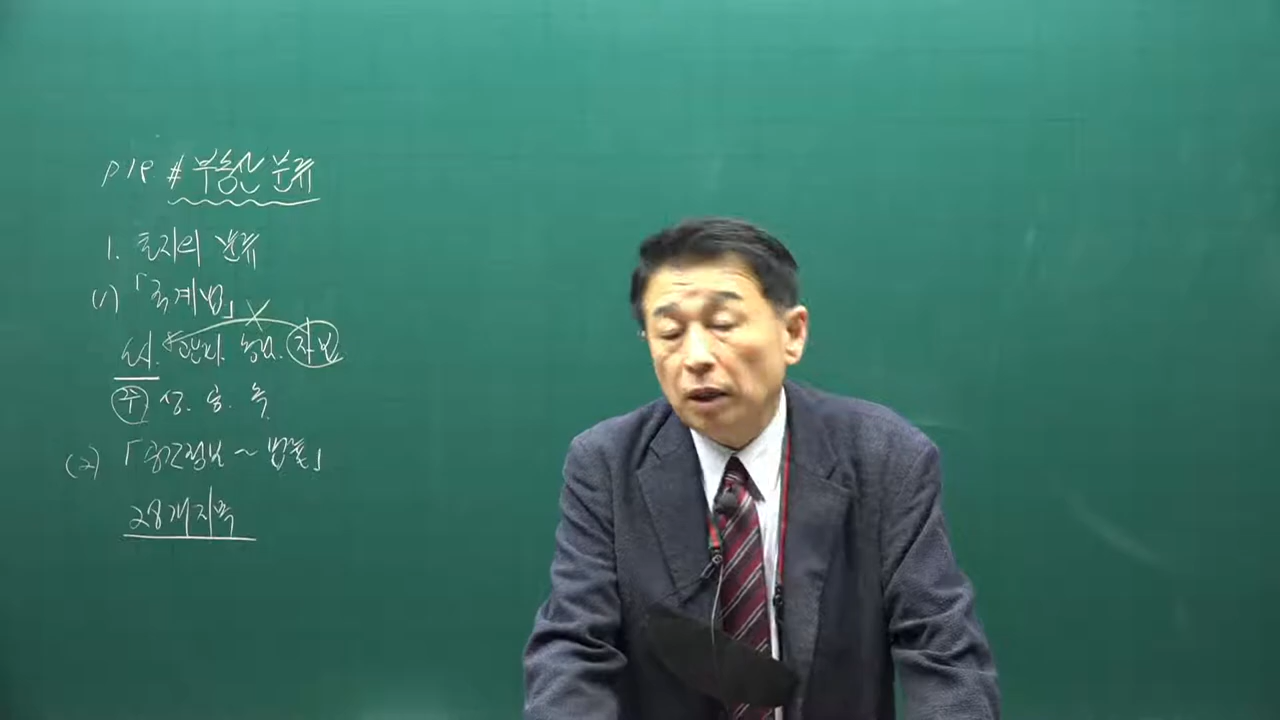 P18 # 부동산 분류
1. 토지의 분류
(1) 「국계법」
도시. 관리. 농림. 자보
주, 상. 공. 녹
(2) 「공간정보~법률」
28개 지목